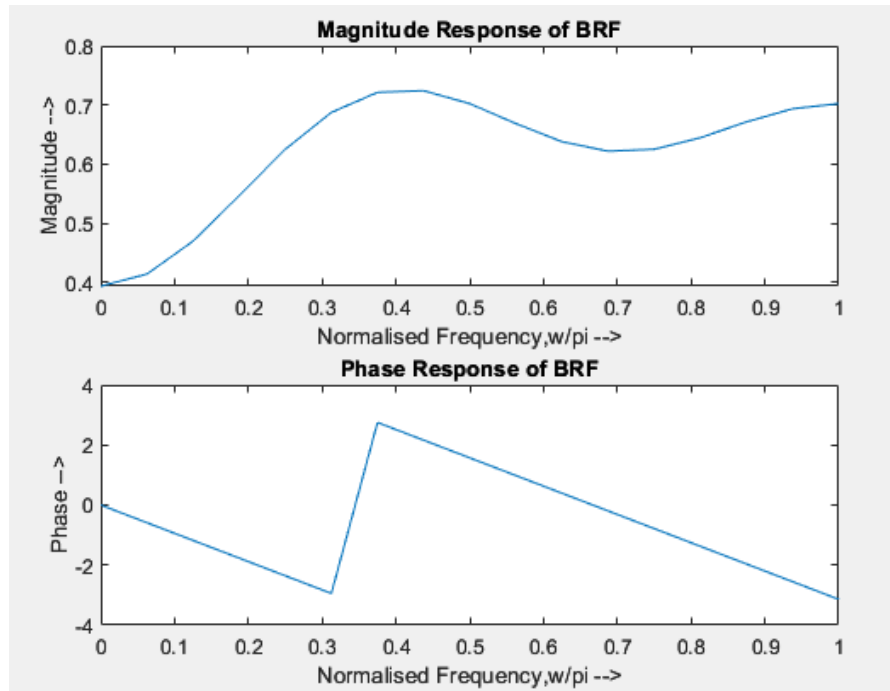 Magnitude Response of BRF
Magnitude -->
0.8
0.7
0.6
0.5
0.4
0 0.1 0.2 0.3 0.4 0.5 0.6 0.7 0.8 0.9 1
Normalised Frequency,w/pi -->
Phase Response of BRF
Phase -->
4
2
0
-2
-4
0 0.1 0.2 0.3 0.4 0.5 0.6 0.7 0.8 0.9 1
Normalised Frequency,w/pi -->